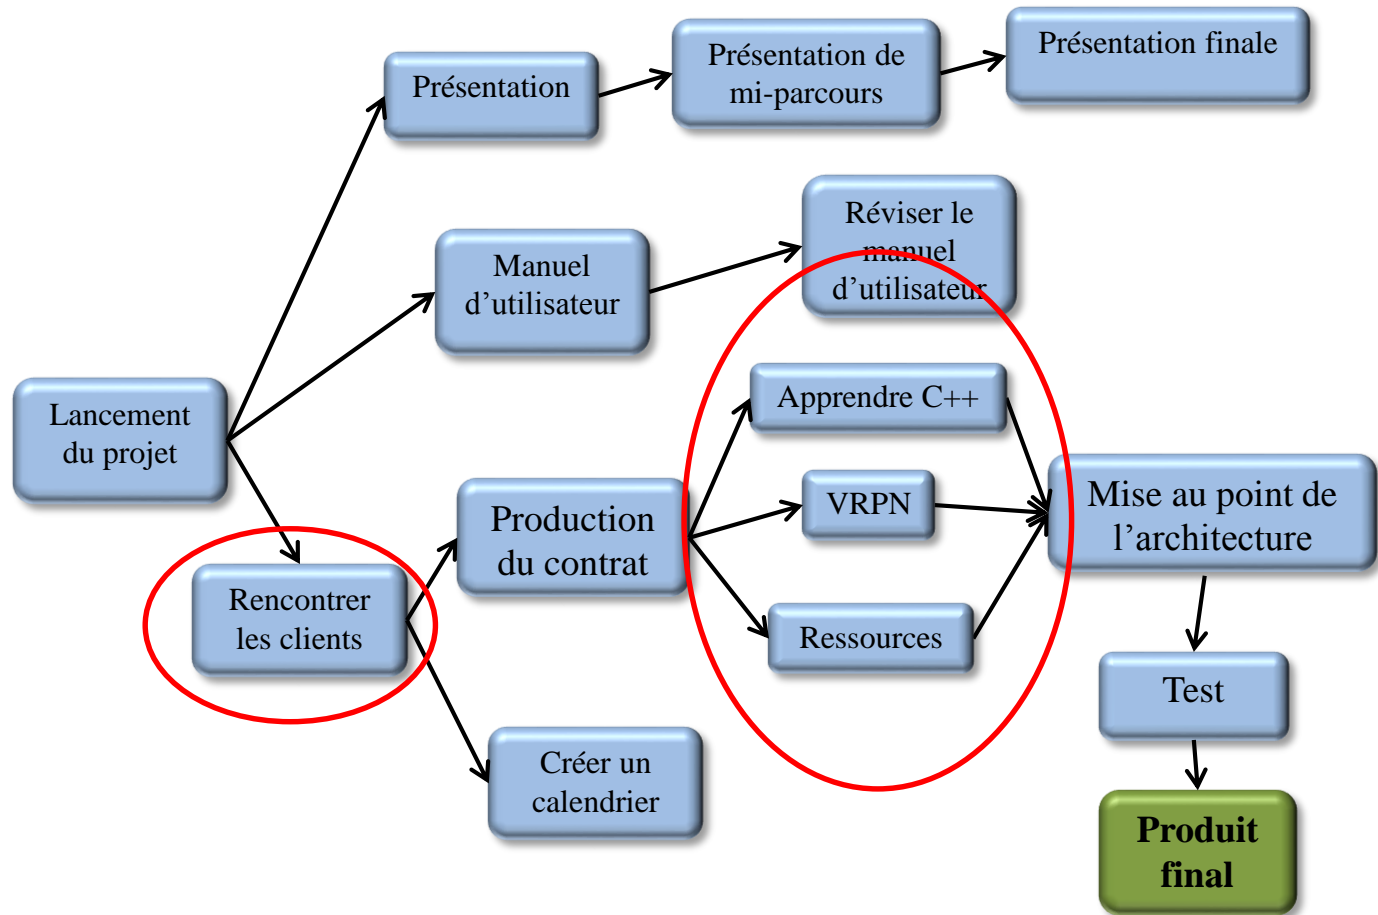 Présentation
Présentation de
mi-parcours
Présentation finale
Manuel
d’utilisateur
Réviser le
manuel
d’utilisateur
Lancement
du projet
Apprendre C++
Production
du contrat
VRPN
Mise au point de
l’architecture
Rencontrer
les clients
Ressources
Test
Créer un
calendrier
Produit
final